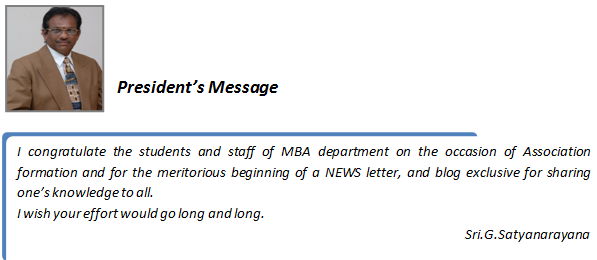 President’s Message
I congratulate the students and staff of MBA department on the occasion of Association
formation and for the meritorious beginning of a NEWS letter, and blog exclusive for sharing
one’s knowledge to all.
I wish your effort would go long and long.
Sri.G.Satyanarayana